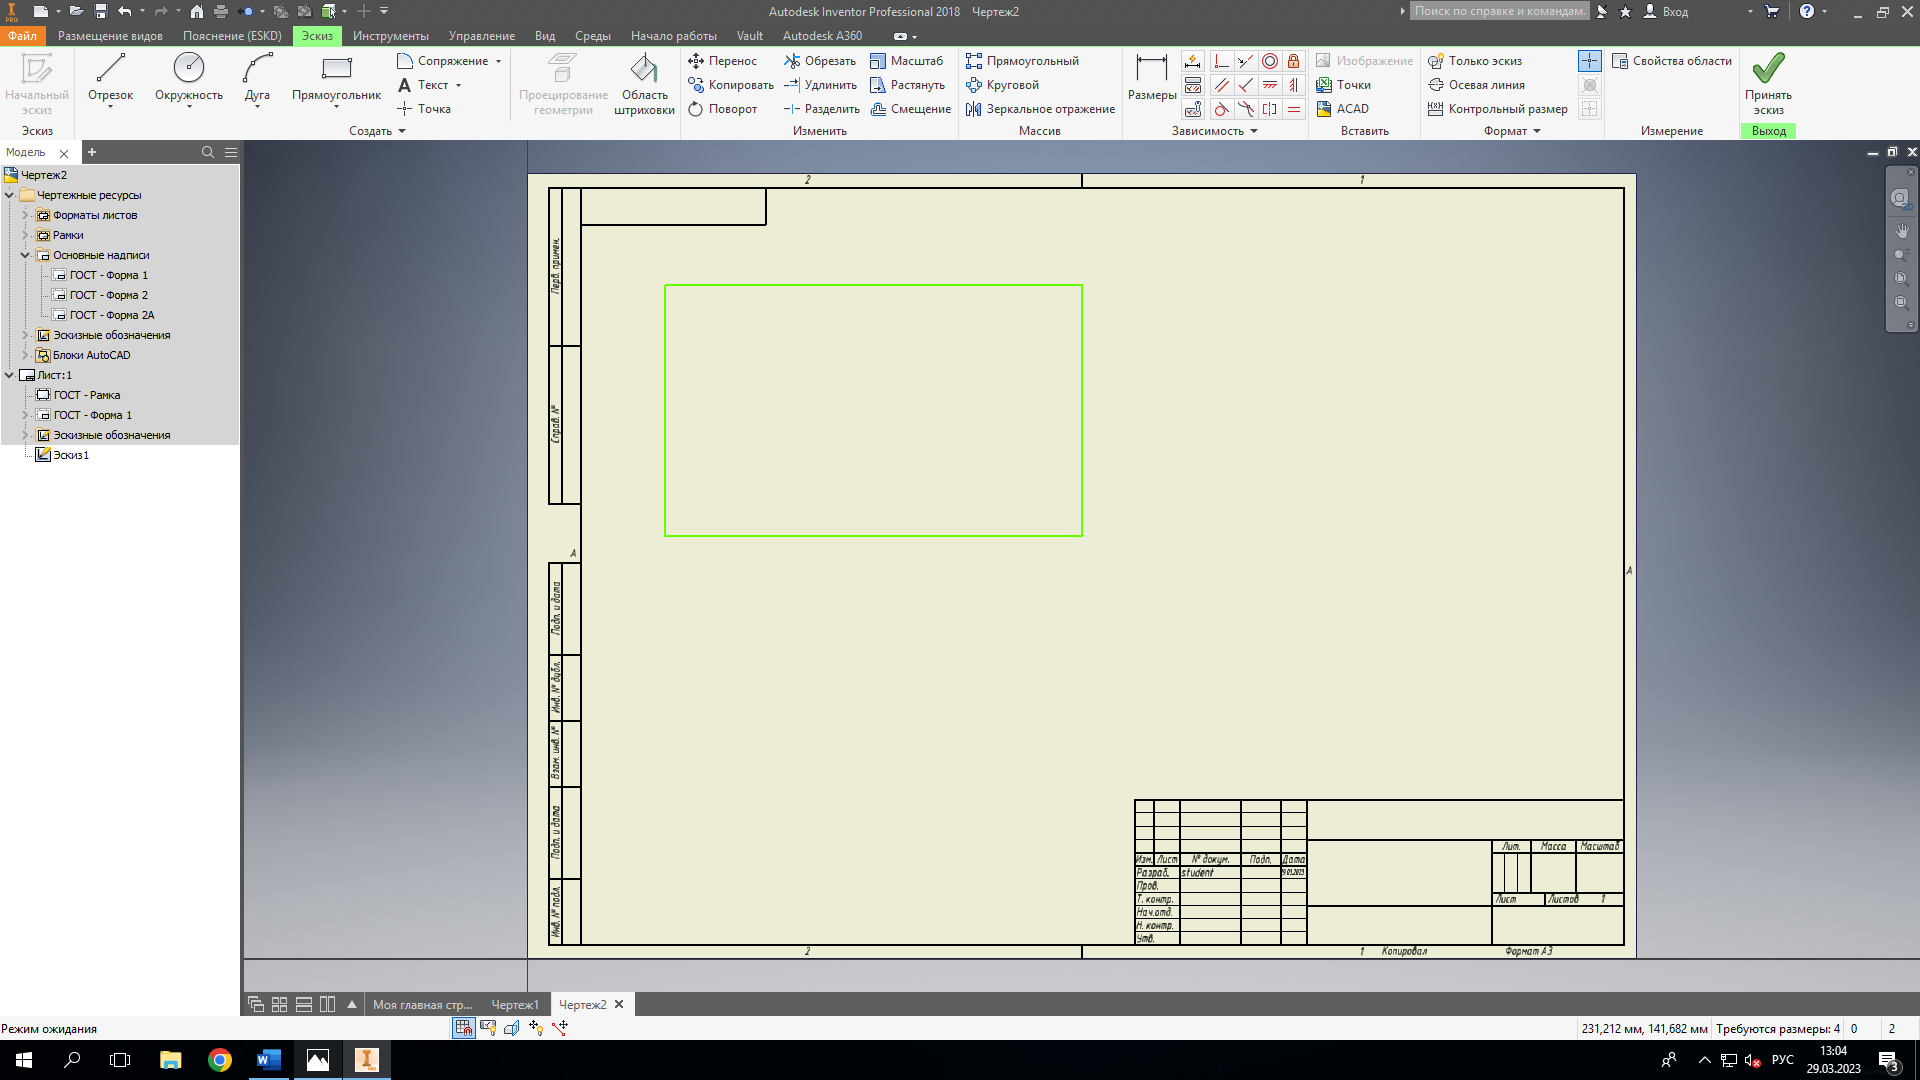 Autodesk Inventor Professional 2018 Чертеж2
Поиск по справке и командам.
Вход
Файл
Размещение видов
Пояснение (ESKD)
Эскиз
Инструменты
Управление
Вид
Среды
Начало работы
Vault
Autodesk A360
Начальный эскиз
Отрезок
Окружность
Дуга
Прямоугольник
Сопряжение
Текст
Точка
Проецирование геометрии
Область штриховки
Перенос
Копировать
Поворот
Обрезать
Удлинить
Разделить
Масштаб
Растянуть
Смещение
Прямоугольный
Круговой
Зеркальное отражение
Размеры
Изображение
Точки
ACAD
Только эскиз
Осевая линия
Контрольный размер
Свойства области
Принять эскиз
Эскиз
Создать
Изменить
Массив
Зависимость
Вставить
Формат
Измерение
Выход
Модель
Чертеж2
Чертежные ресурсы
Форматы листов
Рамки
Основные надписи
ГОСТ - Форма 1
ГОСТ - Форма 2
ГОСТ - Форма 2А
Эскизные обозначения
Блоки AutoCAD
Лист:1
ГОСТ - Рамка
ГОСТ - Форма 1
Эскизные обозначения
Эскиз1
2
1
Перв. примен.
Справ. №
А
А
Подп. и дата
Инв. № дубл.
Взам. инв. №
Подп. и дата
Инв. № подл.
Изм. Лист № докум. Подп. Дата
Разраб. student
Пров.
Т. контр.
Нач.отд.
Н. контр.
Утв.
Лит. Масса Масштаб
Лист Листов 1
2
1 Копировал Формат А3
Моя главная стр...
Чертеж1
Чертеж2
Режим ожидания
231,212 мм, 141,682 мм
Требуются размеры: 4
0
2
РУС
13:04
29.03.2023
3